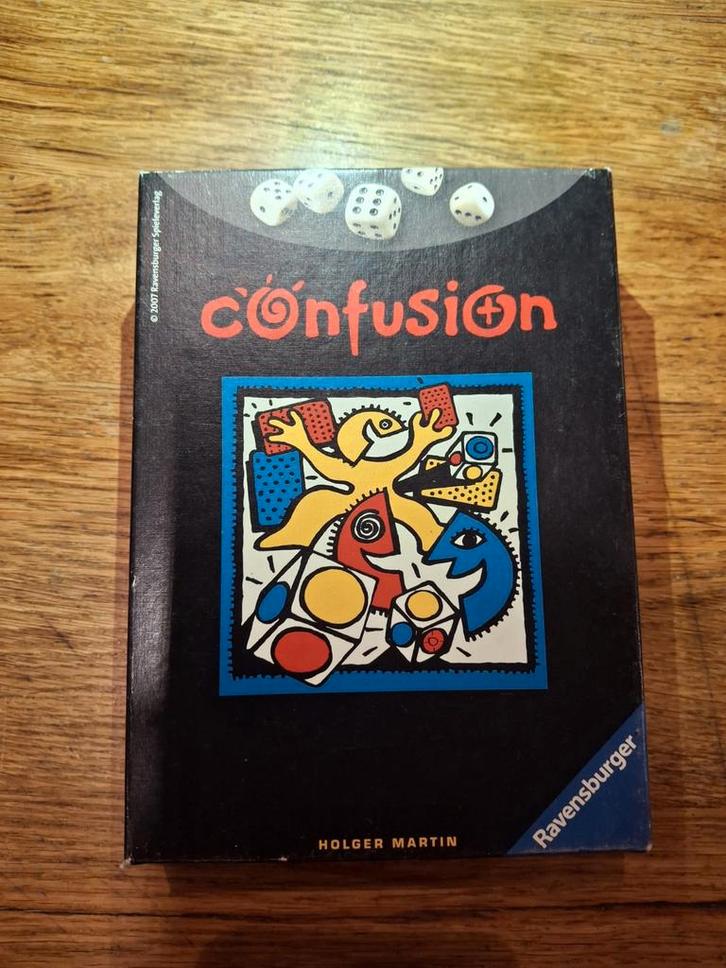 © 2007 Ravensburger Spieleverlag
confusion
HOLGER MARTIN
Ravensburger